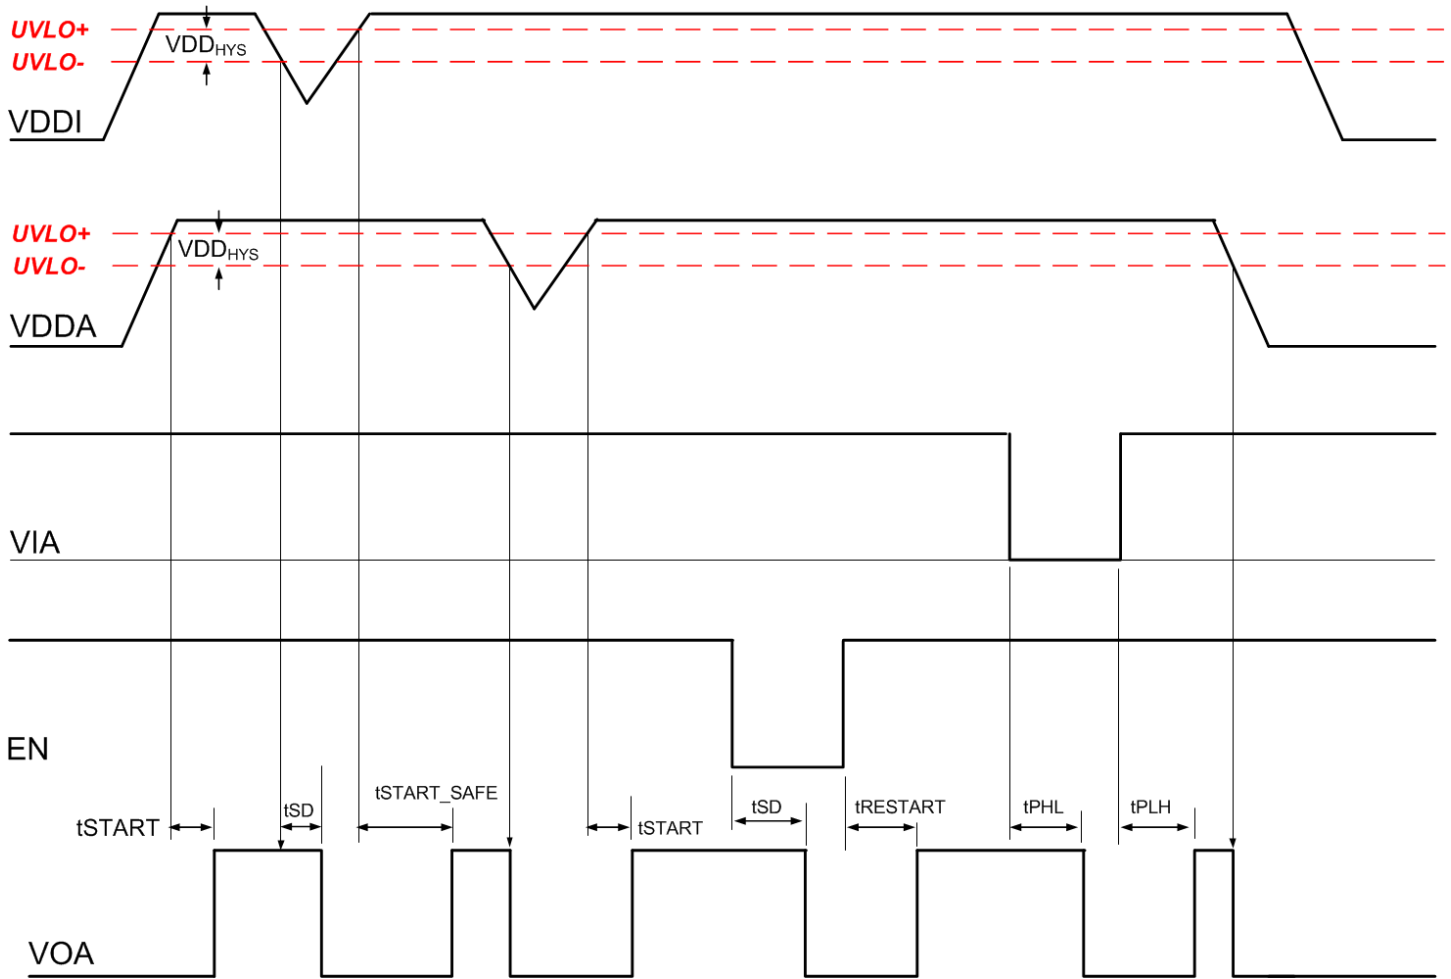 UVLO+
VDDHYS
UVLO-
VDDI
UVLO+
VDDHYS
UVLO-
VDDA
VIA
EN
tSTART
tSD
tSTART_SAFE
tSTART
tSD
tRESTART
tPHL
tPLH
VOA